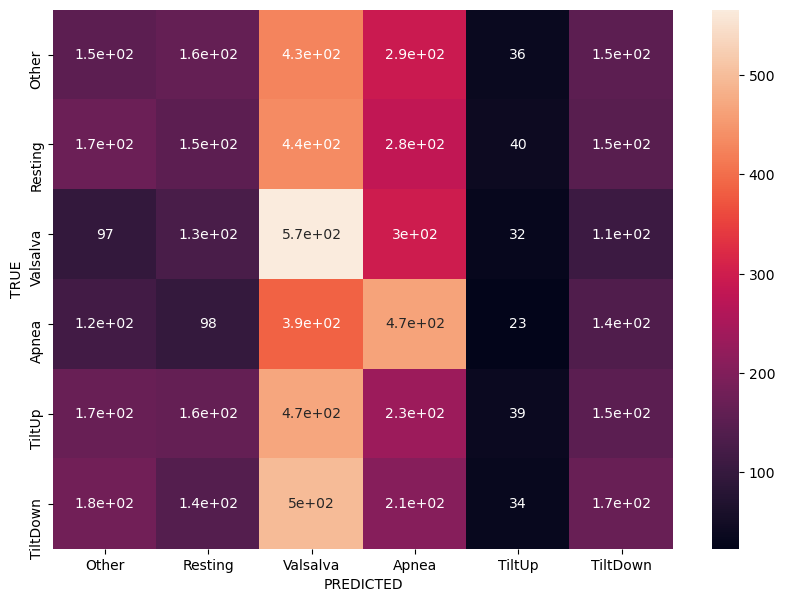 Other 1.5e+02 1.6e+02 4.3e+02 2.9e+02 36 1.5e+02
Resting 1.7e+02 1.5e+02 4.4e+02 2.8e+02 40 1.5e+02
Valsalva 97 1.3e+02 5.7e+02 3e+02 32 1.1e+02
Apnea 1.2e+02 98 3.9e+02 4.7e+02 23 1.4e+02
TiltUp 1.7e+02 1.6e+02 4.7e+02 2.3e+02 39 1.5e+02
TiltDown 1.8e+02 1.4e+02 5e+02 2.1e+02 34 1.7e+02
TRUE
Other Resting Valsalva Apnea TiltUp TiltDown
PREDICTED
500
400
300
200
100